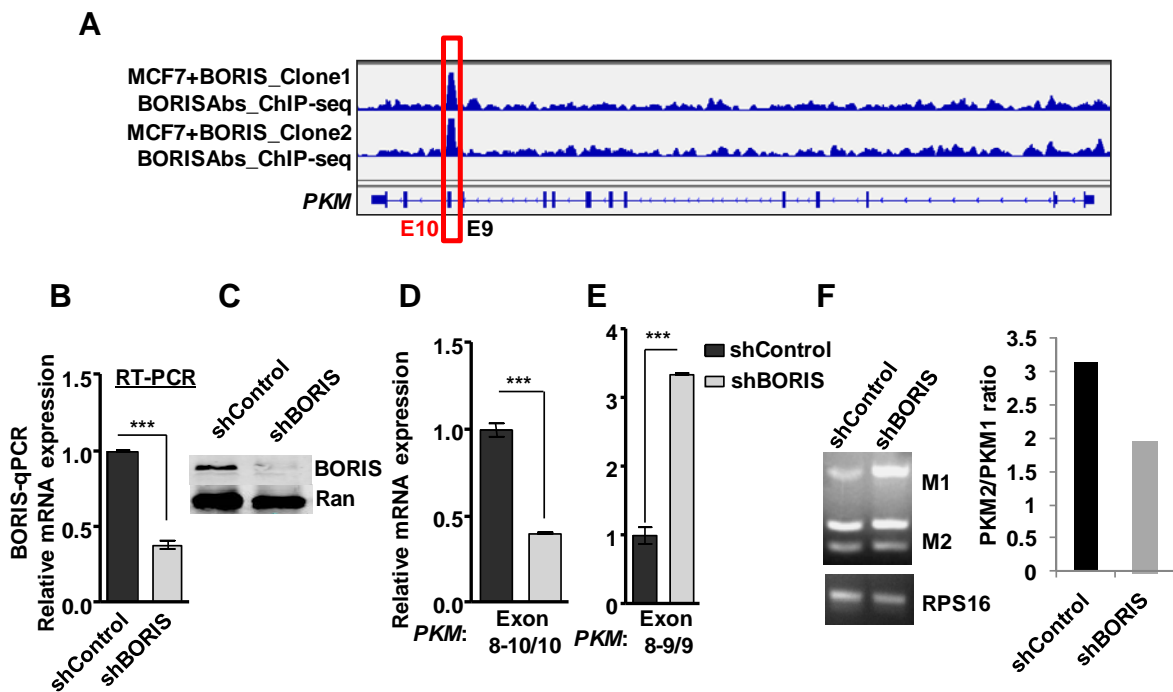 A
MCF7+BORIS_Clone1
BORISAbs_ChIP-seq
MCF7+BORIS_Clone2
BORISAbs_ChIP-seq
PKM
E10
E9
B
RT-PCR
BORIS-qPCR
Relative mRNA expression
1.5
1.0
0.5
0.0
***
shControl
shBORIS
C
shControl
shBORIS
BORIS
Ran
D
Relative mRNA expression
1.5
1.0
0.5
0.0
***
PKM:
Exon
8-10/10
E
4
3
2
1
0
***
shControl
shBORIS
PKM:
Exon
8-9/9
F
shControl
shBORIS
M1
M2
RPS16
PKM2/PKM1 ratio
3.5
3
2.5
2
1.5
1
0.5
0
shControl
shBORIS